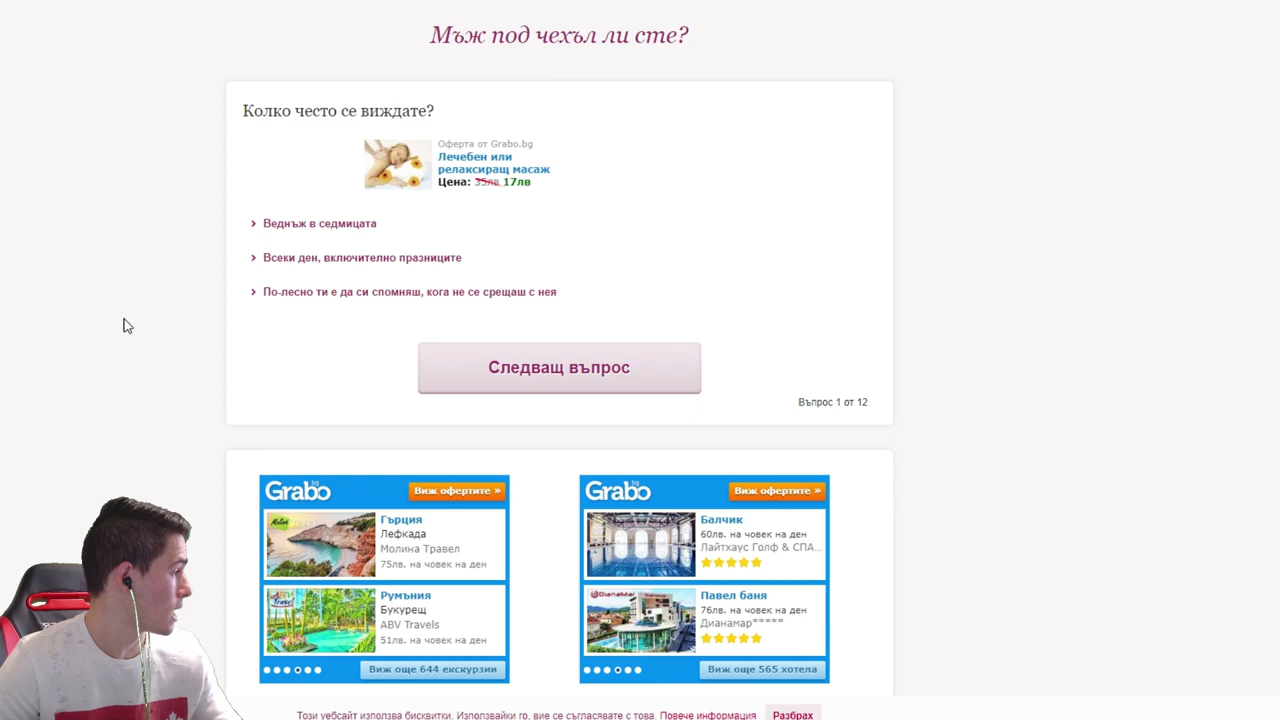 Мъж под чехъл ли сте?
Колко често се виждате?
Оферта от Grabo.bg
Лечебен или
релаксиращ масаж
Цена: 35лв 17лв
Веднъж в седмицата
Всеки ден, включително празниците
По-лесно ти е да си спомняш, кога не се срещаш с нея
Следващ въпрос
Въпрос 1 от 12
Grabo.bg
Виж офертите »
Гърция
Лефкада
Молина Травел
75лв. на човек на ден
Румъния
Букурещ
ABV Travels
51лв. на човек на ден
Виж още 644 екскурзии
Grabo.bg
Виж офертите »
Балчик
60лв. на човек на ден
Лайтхаус Голф & СПА...
Павел баня
76лв. на човек на ден
Дианамар*****
Виж още 565 хотела
Този уебсайт използва бисквитки. Използвайки го, вие се съгласявате с това. Повече информация Разбрах